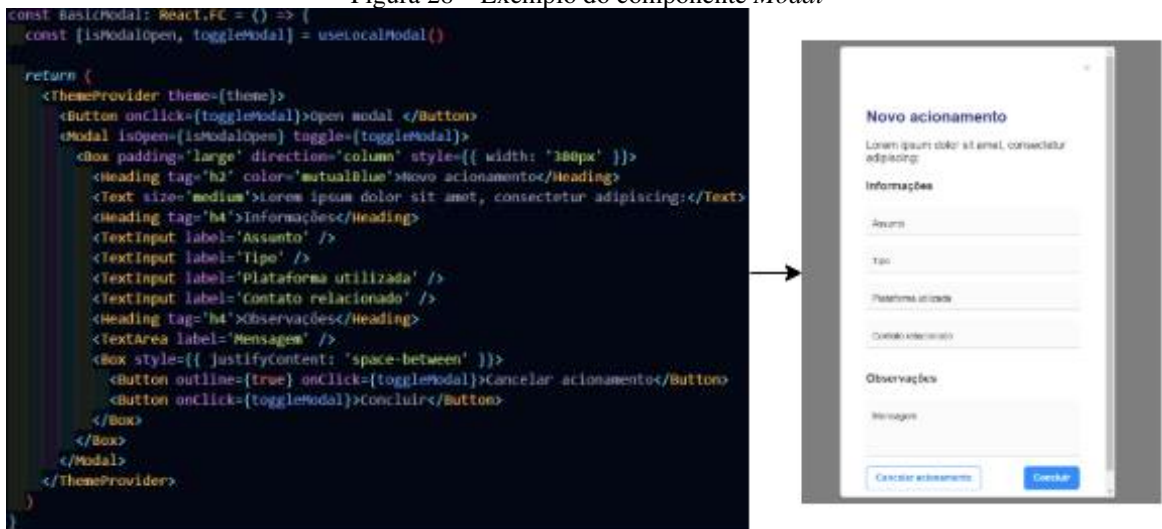 Figura 28 – Exemplo do componente Modal
const BasicModal: React.FC = () => {
const [isModalOpen, toggleModal] = useLocalModal()
return (
<ThemeProvider theme={theme}>
<Button onClick={toggleModal}>Open modal </Button>
<Modal isOpen={isModalOpen} toggle={toggleModal}>
<Box padding='large' direction='column' style={{ width: '380px' }}>
<Heading tag='h2' color='mutualBlue'>Novo acionamento</Heading>
<Text size='medium'>Lorem ipsum dolor sit amet, consectetur adipiscing:</Text>
<Heading tag='h4'>Informações</Heading>
<TextInput label='Assunto' />
<TextInput label='Tipo' />
<TextInput label='Plataforma utilizada' />
<TextInput label='Contato relacionado' />
<Heading tag='h4'>Observações</Heading>
<TextArea label='Mensagem' />
<Box style={{ justifyContent: 'space-between' }}>
<Button outline={true} onClick={toggleModal}>Cancelar acionamento</Button>
<Button onClick={toggleModal}>Concluir</Button>
</Box>
</Box>
</Modal>
</ThemeProvider>
)
}
×
Novo acionamento
Lorem ipsum dolor sit amet, consectetur
adipiscing:
Informações
Assunto
Tipo
Plataforma utilizada
Contato relacionado
Observações
Mensagem
Cancelar acionamento
Concluir